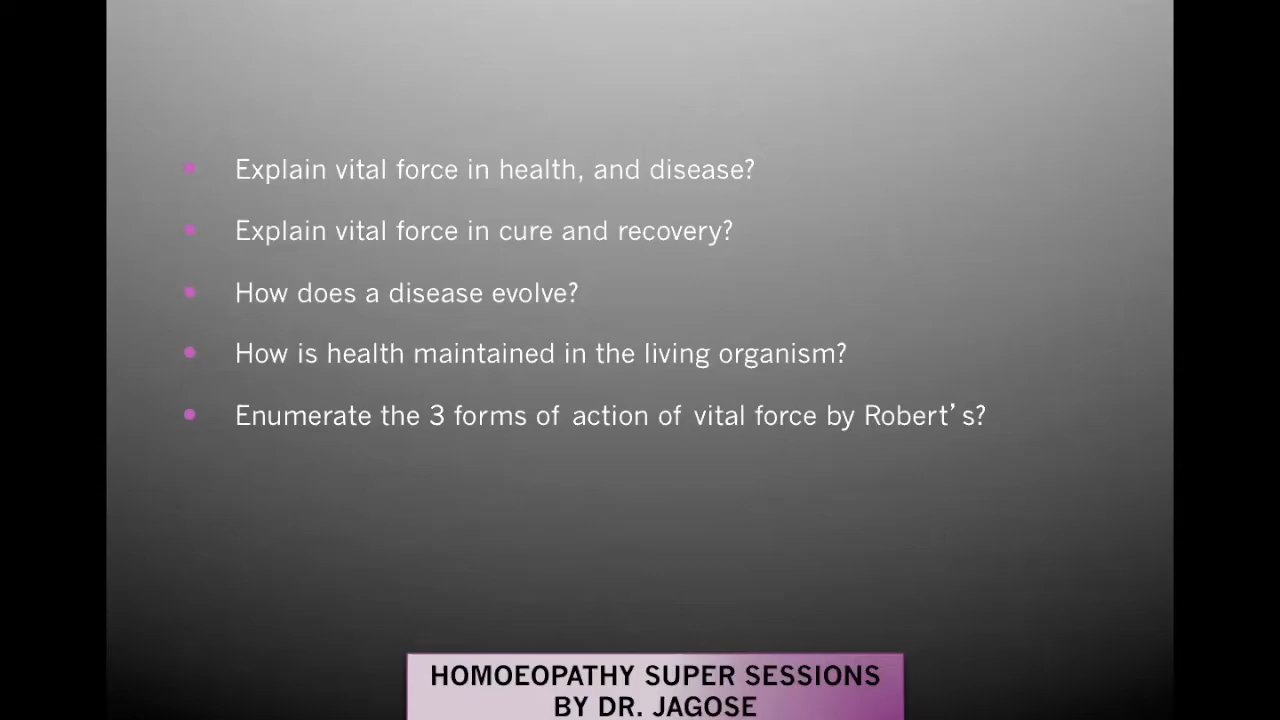 Explain vital force in health, and disease?
Explain vital force in cure and recovery?
How does a disease evolve?
How is health maintained in the living organism?
Enumerate the 3 forms of action of vital force by Robert's?
HOMOEOPATHY SUPER SESSIONS
BY DR. JAGOSE